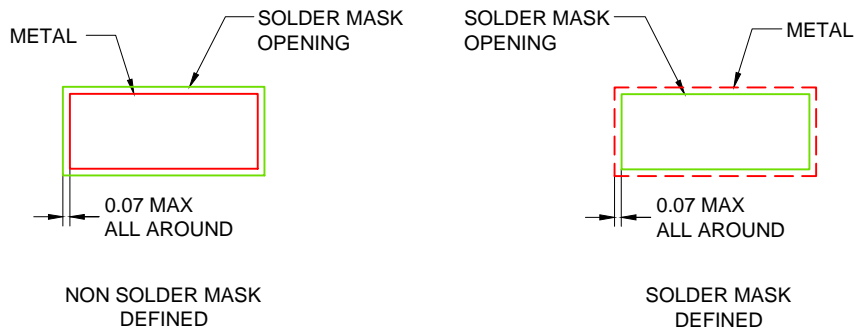 METAL
SOLDER MASK
OPENING
0.07 MAX
ALL AROUND
NON SOLDER MASK
DEFINED
SOLDER MASK
OPENING
METAL
0.07 MAX
ALL AROUND
SOLDER MASK
DEFINED